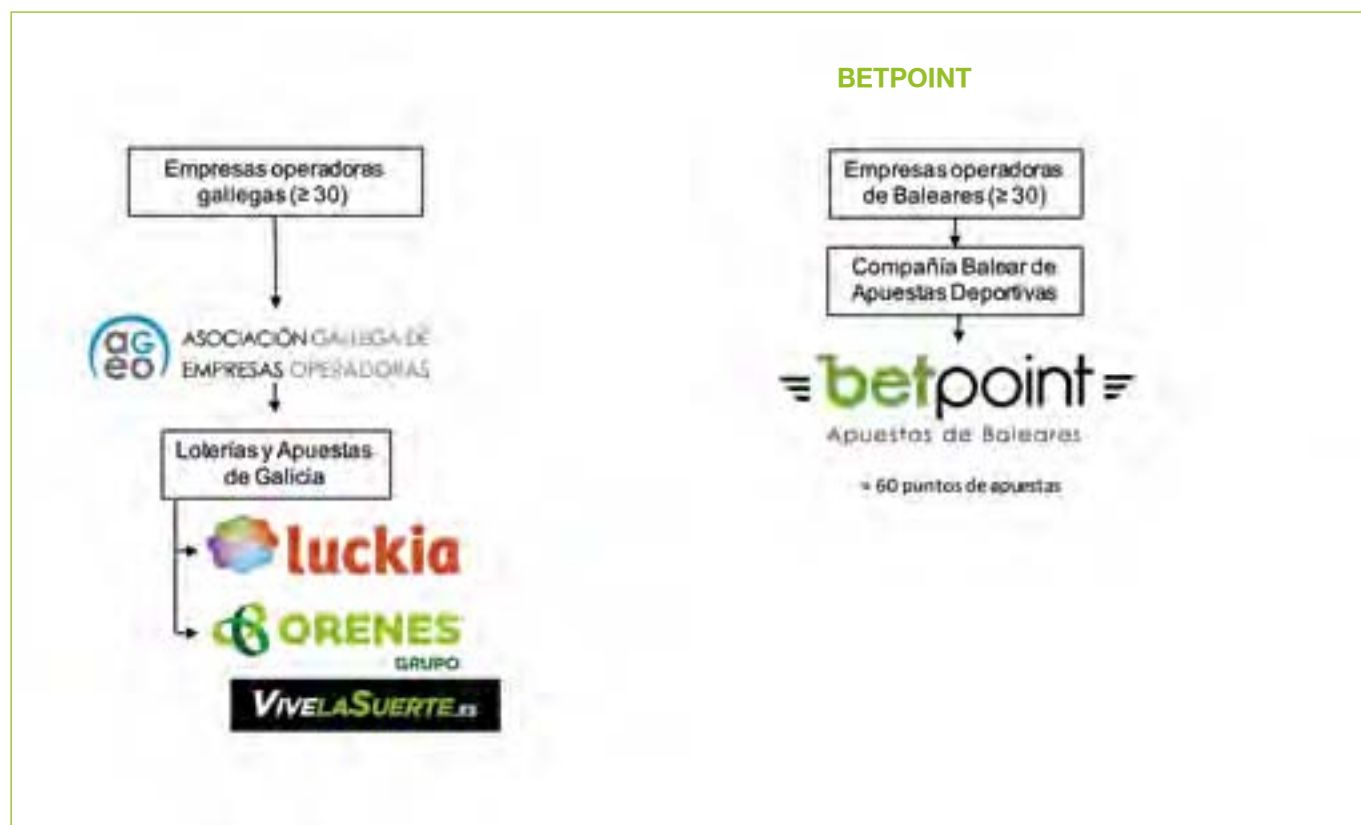 Empresas operadoras
gallegas (≥ 30)
aGeo
ASOCIACIÓN GALLEGA DE
EMPRESAS OPERADORAS
Loterías y Apuestas
de Galicia
luckia
ORENES
GRUPO
VIVELASUERTE.ES
BETPOINT
Empresas operadoras
de Baleares (≥ 30)
Compañía Balear de
Apuestas Deportivas
betpoint
Apuestas de Baleares
≈ 60 puntos de apuestas